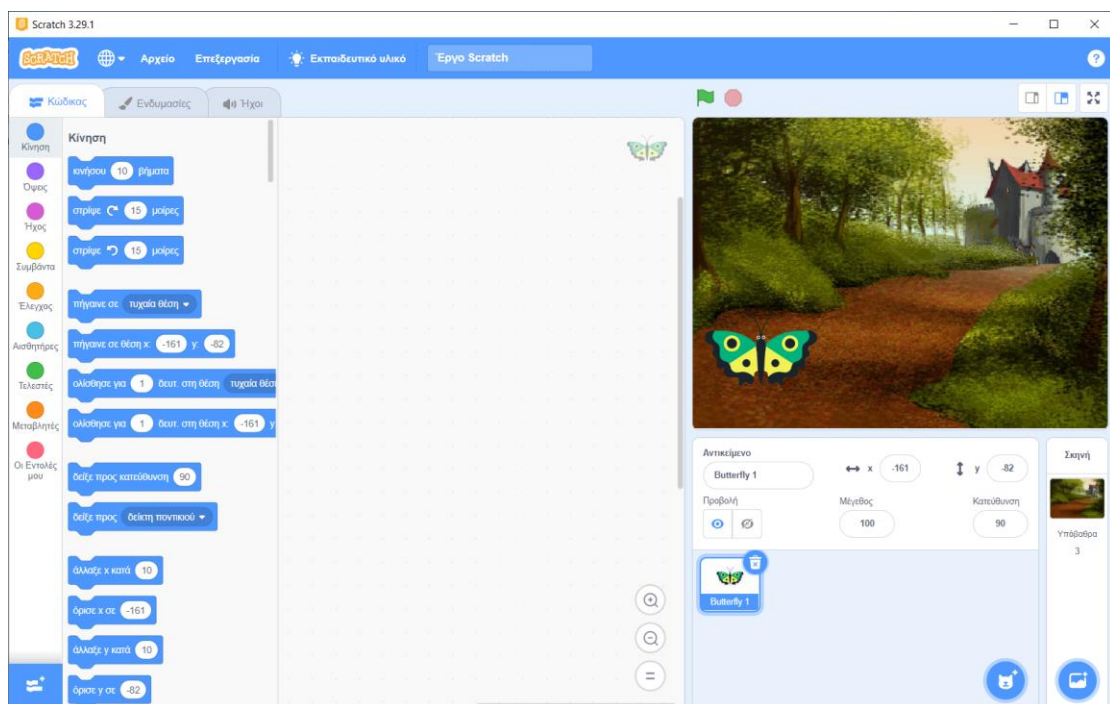 Scratch 3.29.1
SCRATCH
Αρχείο
Επεξεργασία
Εκπαιδευτικό υλικό
Έργο Scratch
?
Κώδικας
Ενδυμασίες
Ήχοι
Κίνηση
Όψεις
Ήχος
Συμβάντα
Έλεγχος
Αισθητήρες
Τελεστές
Μεταβλητές
Οι Εντολές
μου
Κίνηση
κινήσου 10 βήματα
στρίψε 15 μοίρες
στρίψε 15 μοίρες
πήγαινε σε τυχαία θέση
πήγαινε σε θέση x: -161 y: -82
ολίσθησε για 1 δευτ. στη θέση τυχαία θέσ
ολίσθησε για 1 δευτ. στη θέση x: -161 y
δείξε προς κατεύθυνση 90
δείξε προς δείκτη ποντικιού
άλλαξε x κατά 10
όρισε x σε -161
άλλαξε y κατά 10
όρισε y σε -82
Αντικείμενο
Butterfly 1
x -161
y -82
Προβολή
Μέγεθος
100
Κατεύθυνση
90
Butterfly 1
Σκηνή
Υπόβαθρα
3